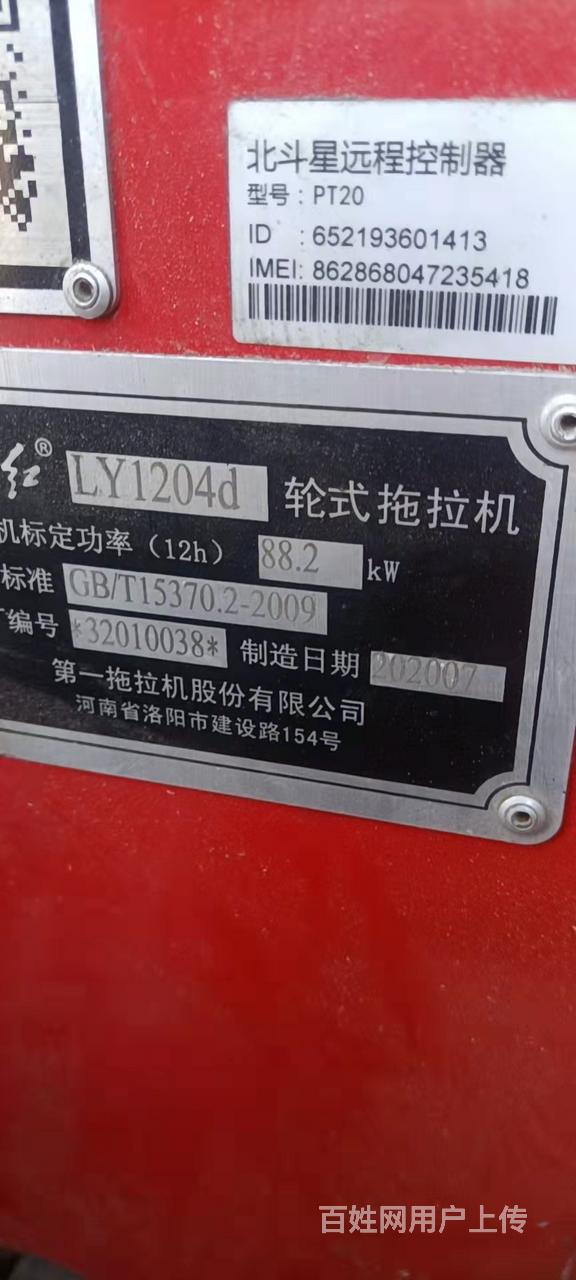 北斗星远程控制器
型号：PT20
ID ：652193601413
IMEI: 862868047235418
红® LY1204d 轮式拖拉机
机标定功率（12h） 88.2 kW
标准 GB/T15370.2-2009
编号 *32010038* 制造日期 202007
第一拖拉机股份有限公司
河南省洛阳市建设路154号
百姓网用户上传